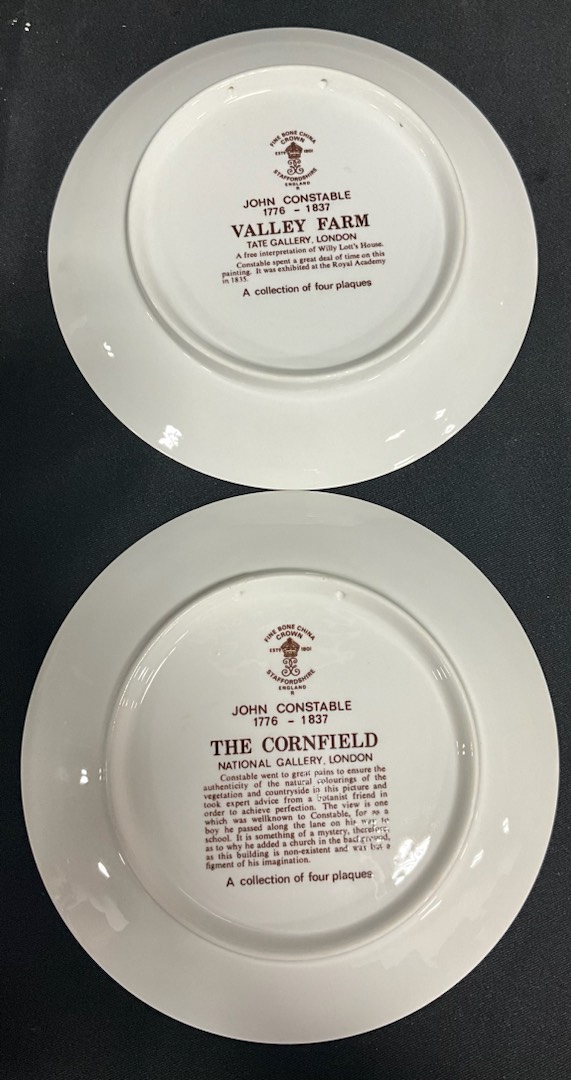 FINE BONE CHINA
CROWN
ESTD 1801
STAFFORDSHIRE
ENGLAND
R
JOHN CONSTABLE
1776 - 1837
VALLEY FARM
TATE GALLERY, LONDON
A free interpretation of Willy Lott's House.
Constable spent a great deal of time on this
painting. It was exhibited at the Royal Academy
in 1835.
A collection of four plaques
FINE BONE CHINA
CROWN
ESTD 1801
STAFFORDSHIRE
ENGLAND
R
JOHN CONSTABLE
1776 - 1837
THE CORNFIELD
NATIONAL GALLERY, LONDON
Constable went to great pains to ensure the
authenticity of the natural colourings of the
vegetation and countryside in this picture and
took expert advice from a botanist friend in
order to achieve perfection. The view is one
which was wellknown to Constable, for as a
boy he passed along the lane on his way to
school. It is something of a mystery, therefore,
as to why he added a church in the background,
as this building is non-existent and was but a
figment of his imagination.
A collection of four plaques